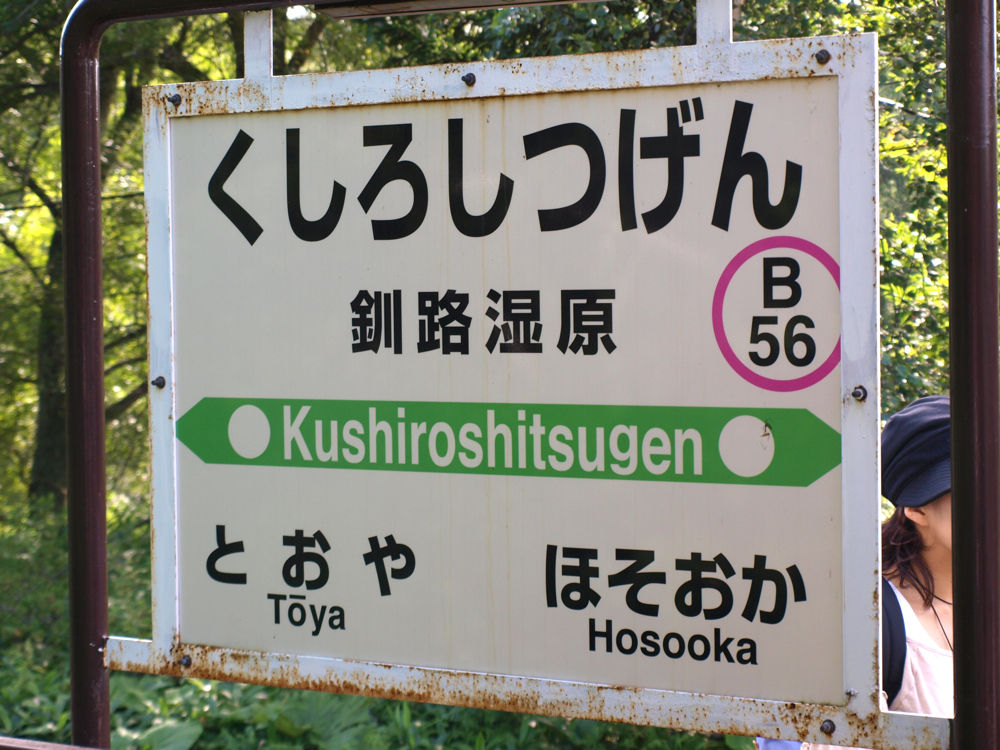 くしろしつげん
釧路湿原
B
56
Kushiroshitsugen
とおや
Tōya
ほそおか
Hosooka